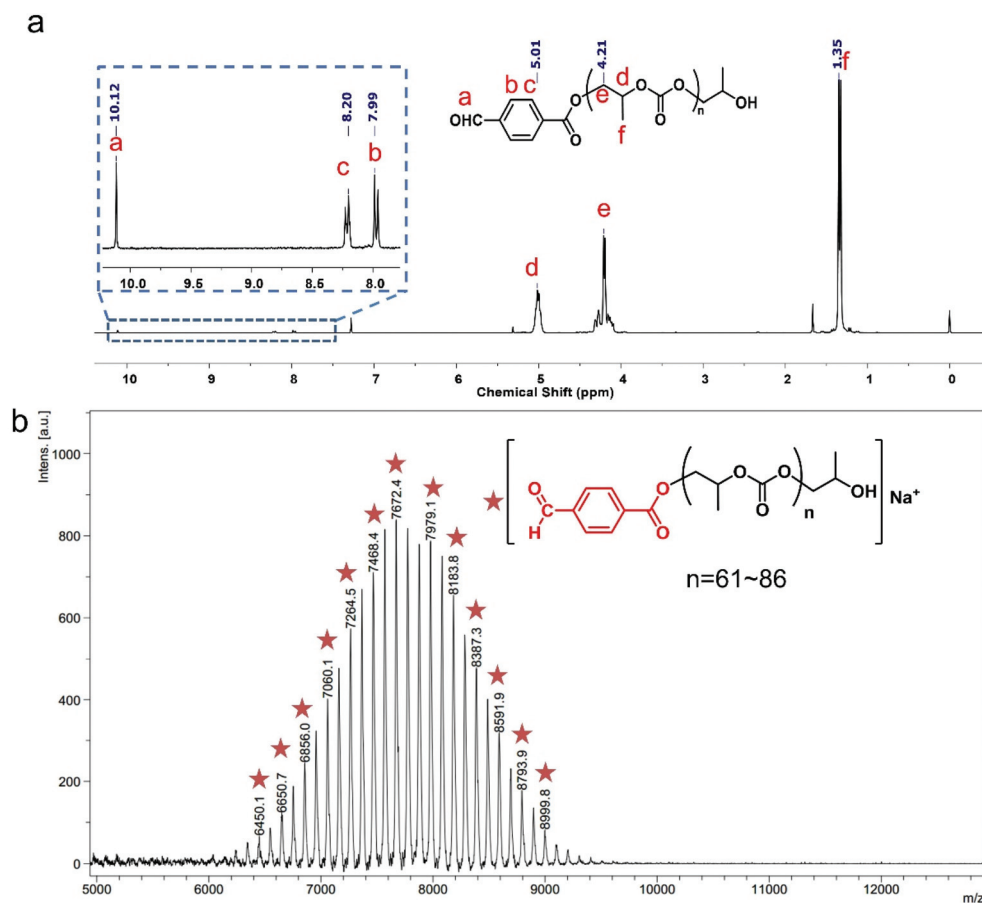 a
10.12
8.20
7.99
a
c
b
10.0
9.5
9.0
8.5
8.0
5.01
4.21
1.35
f
a
b
c
d
e
f
OHC
O
O
O
O
O
n
OH
d
e
10
9
8
7
6
5
4
3
2
1
0
Chemical Shift (ppm)
b
Intens. [a.u.]
1000
800
600
400
200
0
6450.1
6650.7
6856.0
7060.1
7264.5
7468.4
7672.4
7979.1
8183.8
8387.3
8591.9
8793.9
8999.8
O
H
O
O
O
O
O
n
OH
Na+
n=61~86
5000
6000
7000
8000
9000
10000
11000
12000
m/z